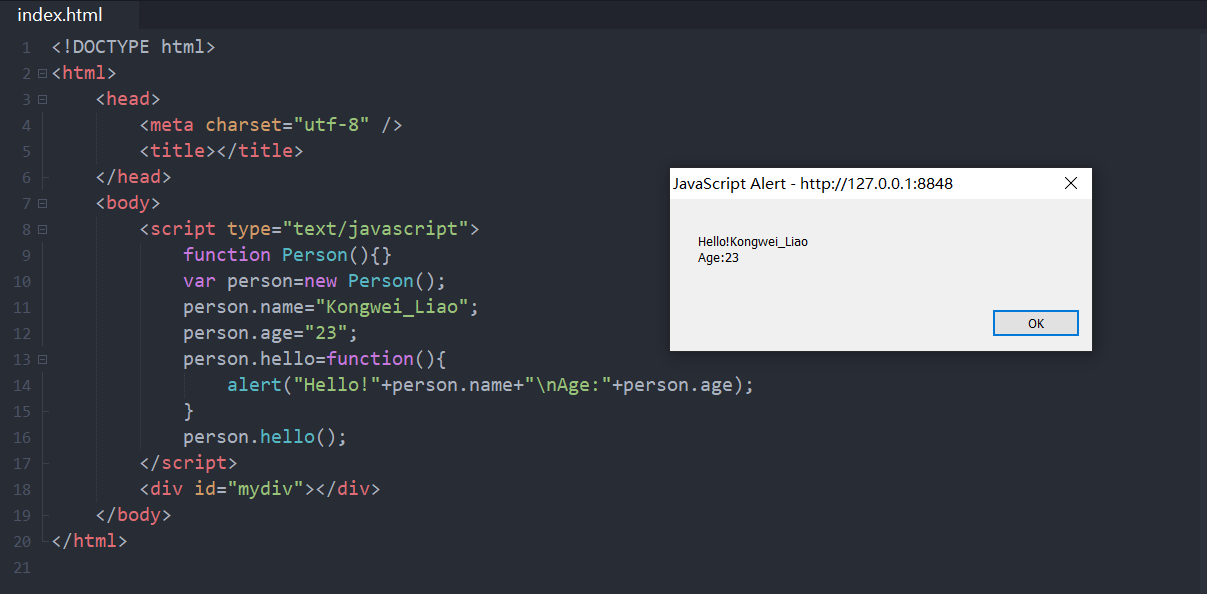 index.html
1 <!DOCTYPE html>
2 <html>
3 <head>
4 <meta charset="utf-8" />
5 <title></title>
6 </head>
7 <body>
8 <script type="text/javascript">
9 function Person(){}
10 var person=new Person();
11 person.name="Kongwei_Liao";
12 person.age="23";
13 person.hello=function(){
14 alert("Hello!"+person.name+"\nAge:"+person.age);
15 }
16 person.hello();
17 </script>
18 <div id="mydiv"></div>
19 </body>
20 </html>
21
JavaScript Alert - http://127.0.0.1:8848
Hello!Kongwei_Liao
Age:23
OK